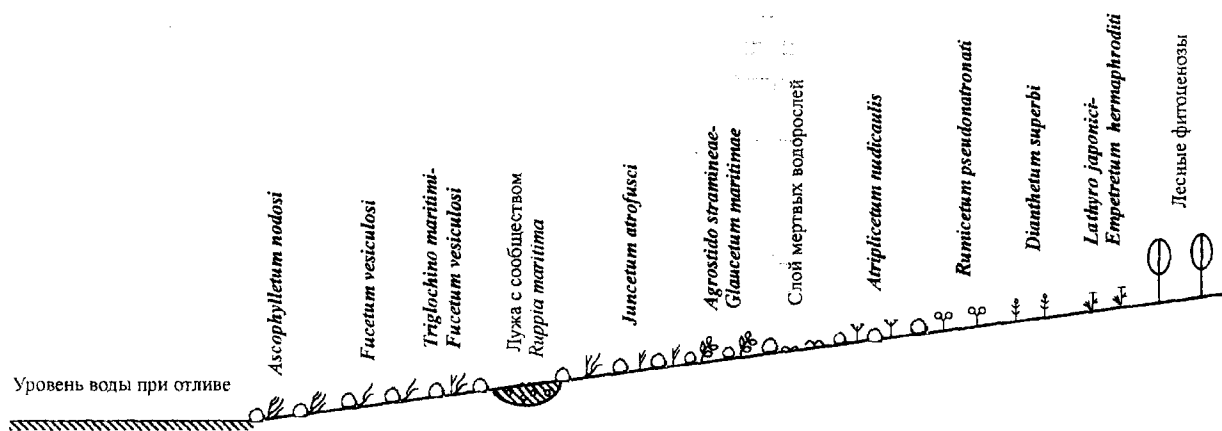 Уровень воды при отливе
Ascophylletum nodosi
Fucetum vesiculosi
Triglochino maritimi-
Fucetum vesiculosi
Лужа с сообществом
Ruppia maritima
Juncetum atrofusci
Agrostido stramineae-
Glaucetum maritimae
Слой мертвых водорослей
Atriplicetum nudicaulis
Rumicetum pseudonatronati
Dianthetum superbi
Lathyro japonici-
Empetretum hermaphroditi
Лесные фитоценозы